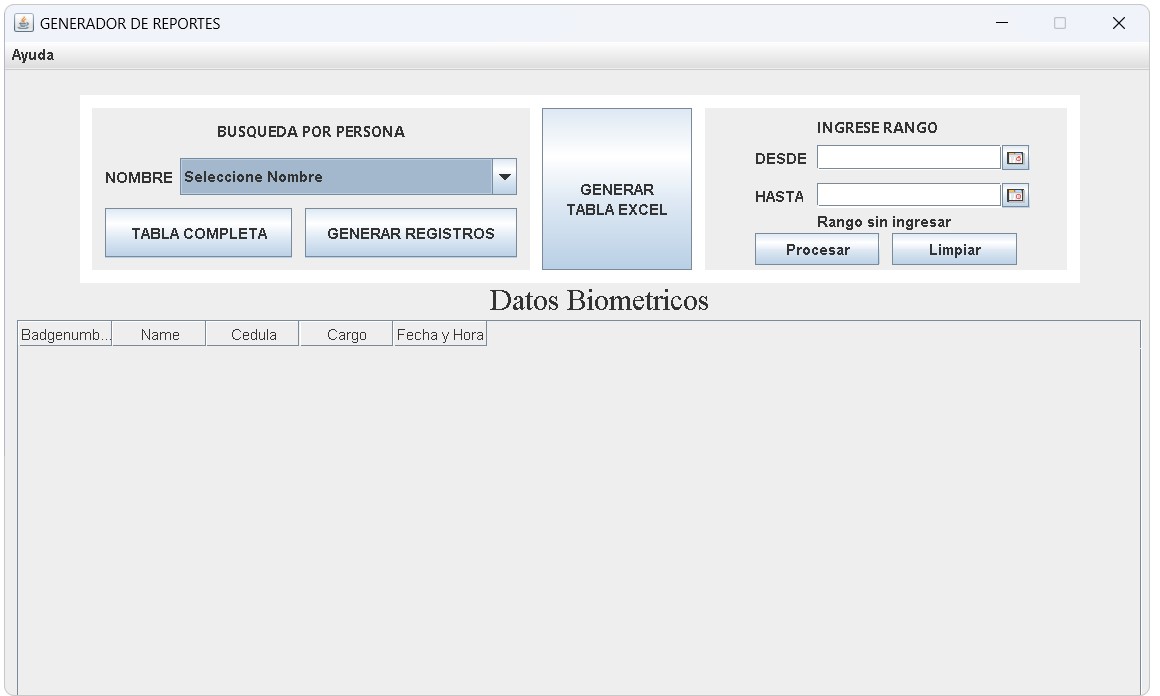 GENERADOR DE REPORTES
Ayuda
BUSQUEDA POR PERSONA
NOMBRE Seleccione Nombre
TABLA COMPLETA GENERAR REGISTROS
GENERAR
TABLA EXCEL
INGRESE RANGO
DESDE
HASTA
Rango sin ingresar
Procesar Limpiar
Datos Biometricos
Badgenumb... Name Cedula Cargo Fecha y Hora